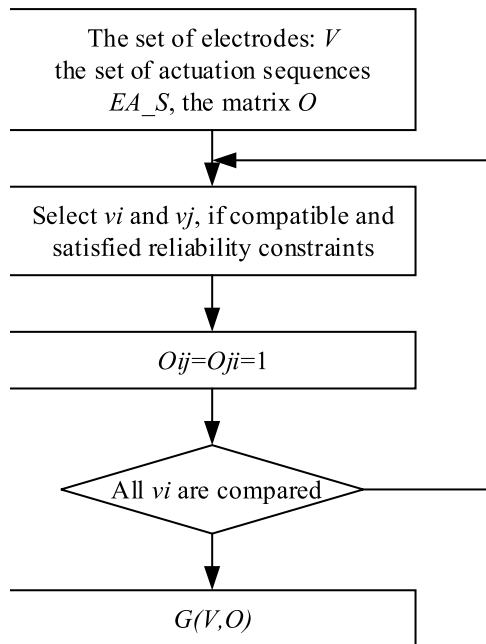 The set of electrodes: V
the set of actuation sequences
EA_S, the matrix O
Select vi and vj, if compatible and
satisfied reliability constraints
Oij=Oji=1
All vi are compared
G(V,O)